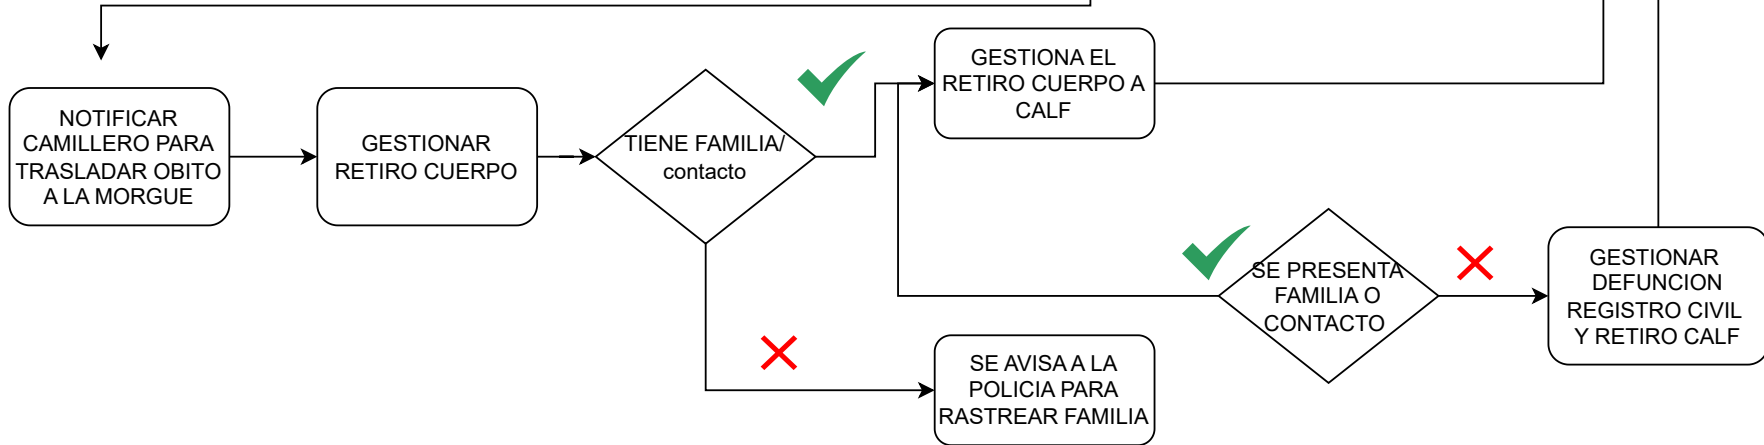 NOTIFICAR
CAMILLERO PARA
TRASLADAR OBITO
A LA MORGUE
GESTIONAR
RETIRO CUERPO
TIENE FAMILIA/
contacto
GESTIONA EL
RETIRO CUERPO A
CALF
SE AVISA A LA
POLICIA PARA
RASTREAR FAMILIA
SE PRESENTA
FAMILIA O
CONTACTO
GESTIONAR
DEFUNCION
REGISTRO CIVIL
Y RETIRO CALF